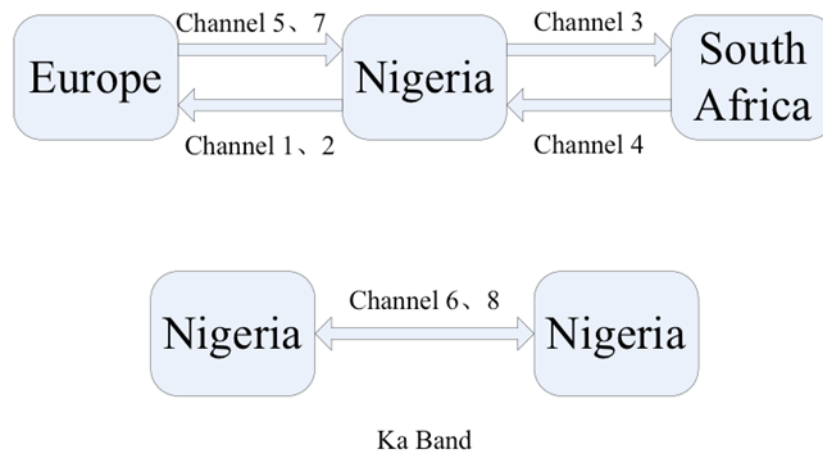 Channel 5、7
Channel 3
Europe
Nigeria
South
Africa
Channel 1、2
Channel 4
Channel 6、8
Nigeria
Nigeria
Ka Band